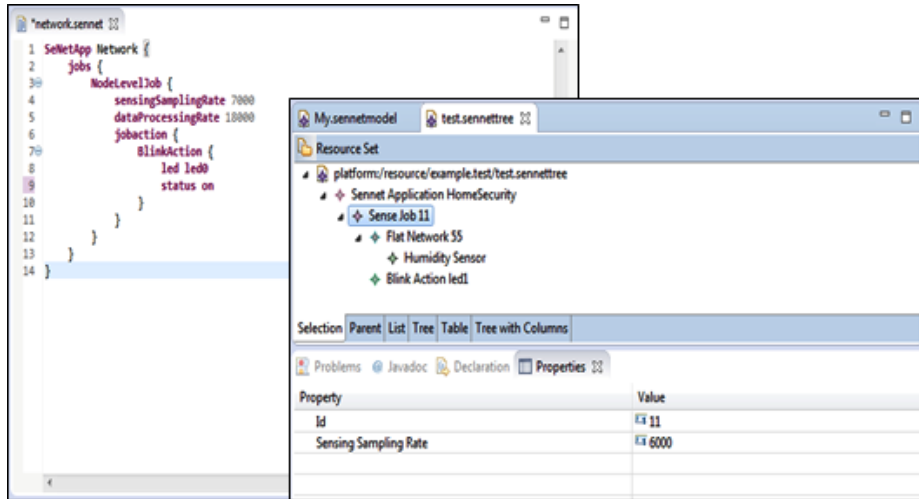 *network.sennet
1 SeNetApp Network {
2 jobs {
3 NodeLevelJob {
4 sensingSamplingRate 7000
5 dataProcessingRate 18000
6 jobaction {
7 BlinkAction {
8 led led0
9 status on
10 }
11 }
12 }
13 }
14 }
My.sennetmodel test.sennettree
Resource Set
platform:/resource/example.test/test.sennettree
Sennet Application HomeSecurity
Sense Job 11
Flat Network 55
Humidity Sensor
Blink Action led1
Selection Parent List Tree Table Tree with Columns
Problems @ Javadoc Declaration Properties
Property Value
Id 11
Sensing Sampling Rate 6000